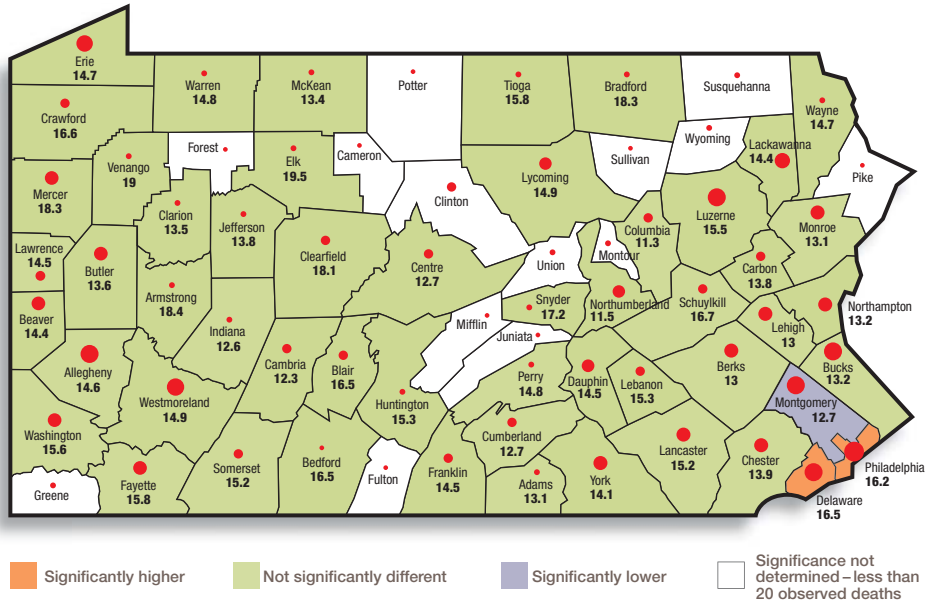 Erie
14.7
Warren
14.8
McKean
13.4
Potter
Tioga
15.8
Bradford
18.3
Susquehanna
Wayne
14.7
Crawford
16.6
Forest
Venango
19
Elk
19.5
Cameron
Clinton
Lycoming
14.9
Sullivan
Wyoming
Lackawanna
14.4
Pike
Mercer
18.3
Clarion
13.5
Jefferson
13.8
Clearfield
18.1
Centre
12.7
Union
Montour
Columbia
11.3
Luzerne
15.5
Monroe
13.1
Lawrence
14.5
Butler
13.6
Armstrong
18.4
Carbon
13.8
Beaver
14.4
Indiana
12.6
Mifflin
Snyder
17.2
Northumberland
11.5
Schuylkill
16.7
Northampton
13.2
Juniata
Lehigh
13
Allegheny
14.6
Cambria
12.3
Blair
16.5
Perry
14.8
Dauphin
14.5
Lebanon
15.3
Berks
13
Bucks
13.2
Westmoreland
14.9
Huntington
15.3
Montgomery
12.7
Washington
15.6
Cumberland
12.7
Lancaster
15.2
Chester
13.9
Philadelphia
16.2
Greene
Fayette
15.8
Somerset
15.2
Bedford
16.5
Fulton
Franklin
14.5
Adams
13.1
York
14.1
Delaware
16.5
Significantly higher
Not significantly different
Significantly lower
Significance not
determined – less than
20 observed deaths